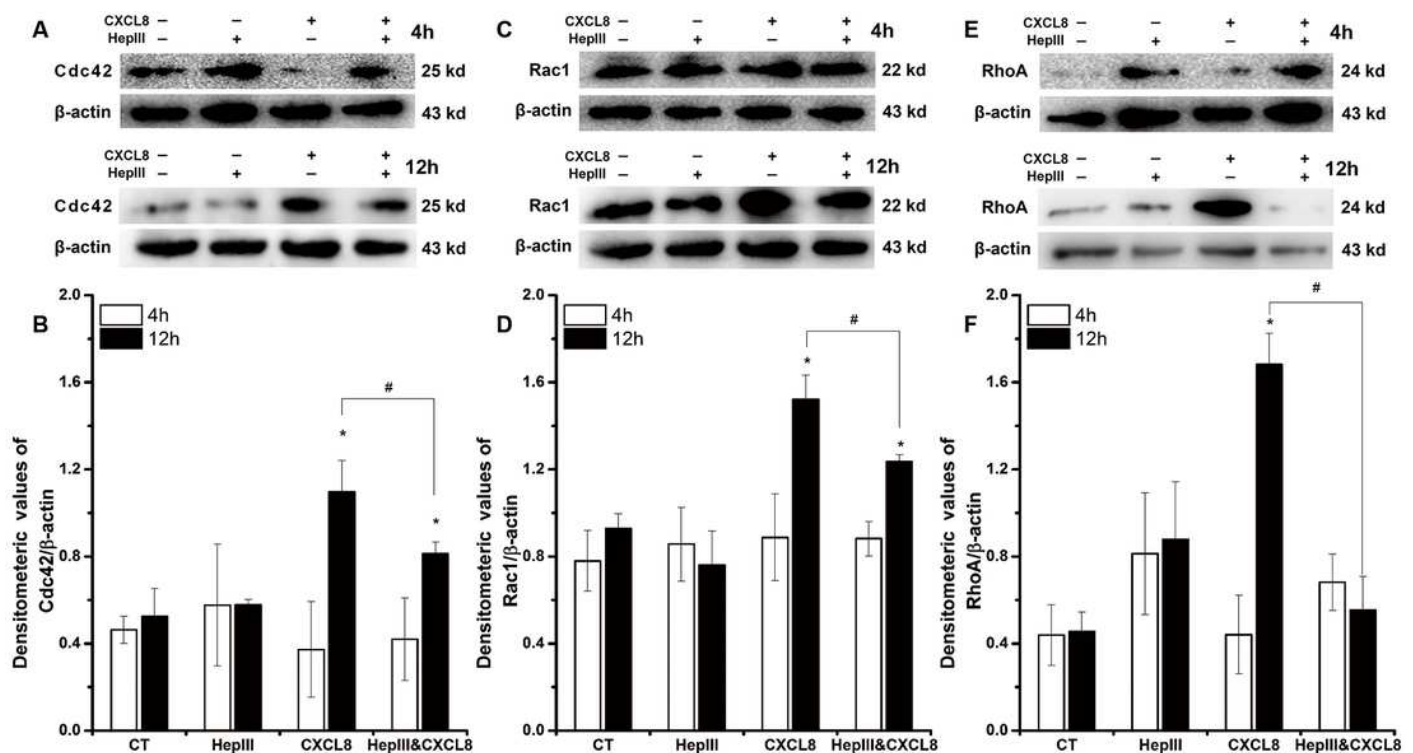 A
CXCL8 – – + +
HepIII – + – + 4h
Cdc42 25 kd
β-actin 43 kd
CXCL8 – – + +
HepIII – + – + 12h
Cdc42 25 kd
β-actin 43 kd
C
CXCL8 – – + +
HepIII – + – + 4h
Rac1 22 kd
β-actin 43 kd
CXCL8 – – + +
HepIII – + – + 12h
Rac1 22 kd
β-actin 43 kd
E
CXCL8 – – + +
HepIII – + – + 4h
RhoA 24 kd
β-actin 43 kd
CXCL8 – – + +
HepIII – + – + 12h
RhoA 24 kd
β-actin 43 kd
B
Densitometeric values of
Cdc42/β-actin
2.0
1.6
1.2
0.8
0.4
0.0
4h
12h
#
*
*
CT HepIII CXCL8 HepIII&CXCL8
D
Densitometeric values of
Rac1/β-actin
2.0
1.6
1.2
0.8
0.4
0.0
4h
12h
#
*
*
CT HepIII CXCL8 HepIII&CXCL8
F
Densitometeric values of
RhoA/β-actin
2.0
1.6
1.2
0.8
0.4
0.0
4h
12h
#
*
CT HepIII CXCL8 HepIII&CXCL8